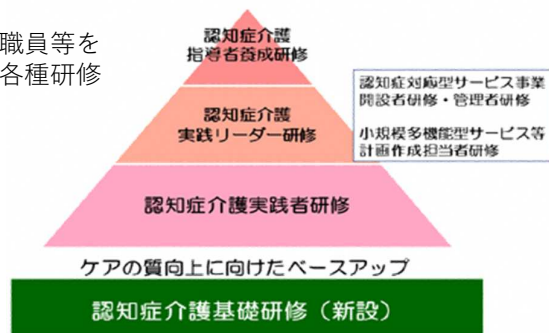 職員等を
各種研修
認知症介護
指導者養成研修
認知症介護
実践リーダー研修
認知症対応型サービス事業
開設者研修・管理者研修
小規模多機能型サービス等
計画作成担当者研修
認知症介護実践者研修
ケアの質向上に向けたベースアップ
認知症介護基礎研修（新設）